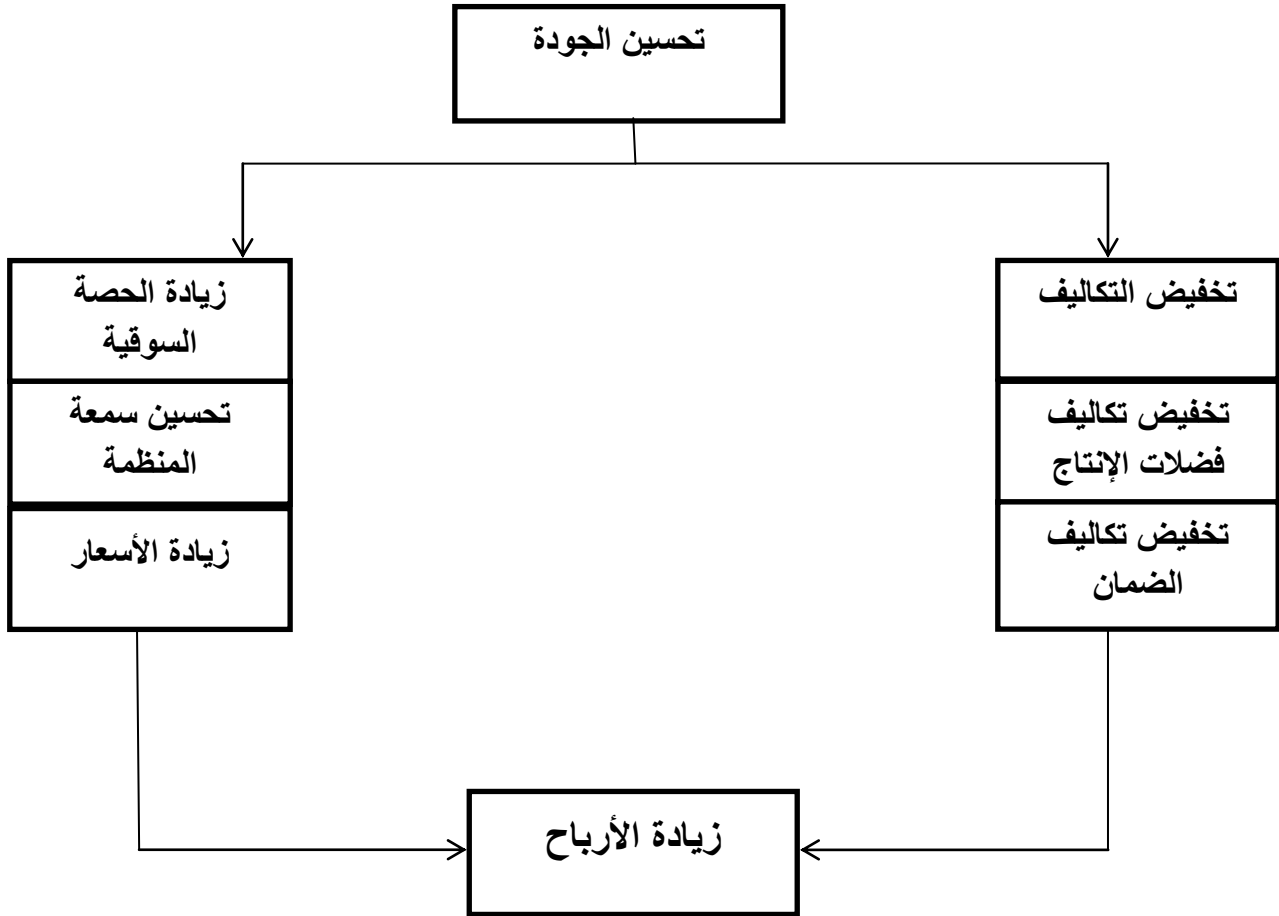 تحسين الجودة
تخفيض التكاليف
تخفيض تكاليف
فضلات الإنتاج
تخفيض تكاليف
الضمان
زيادة الحصة
السوقية
تحسين سمعة
المنظمة
زيادة الأسعار
زيادة الأرباح